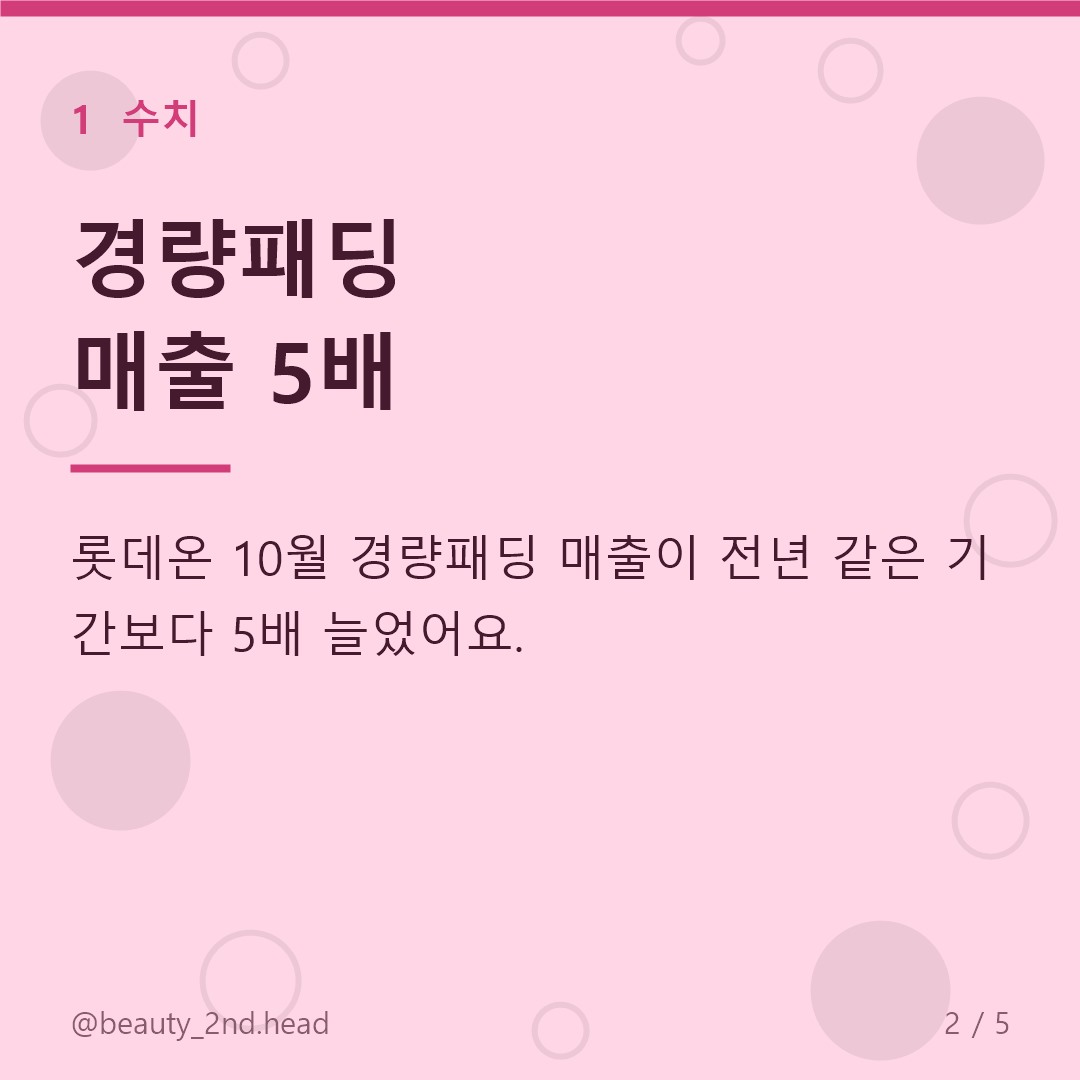 1 수치
경량패딩
매출 5배
롯데온 10월 경량패딩 매출이 전년 같은 기
간보다 5배 늘었어요.
@beauty_2nd.head
2 / 5